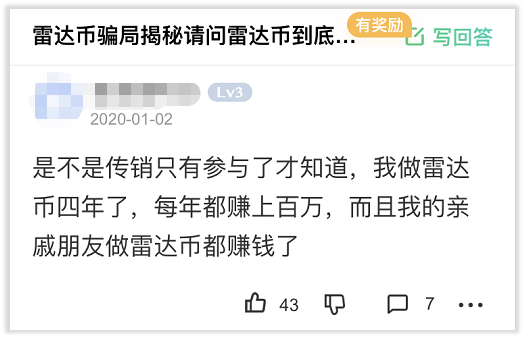 雷达币骗局揭秘请问雷达币到底...
有奖励
写回答
Lv3
2020-01-02
是不是传销只有参与了才知道，我做雷达
币四年了，每年都赚上百万，而且我的亲
戚朋友做雷达币都赚钱了
43
7